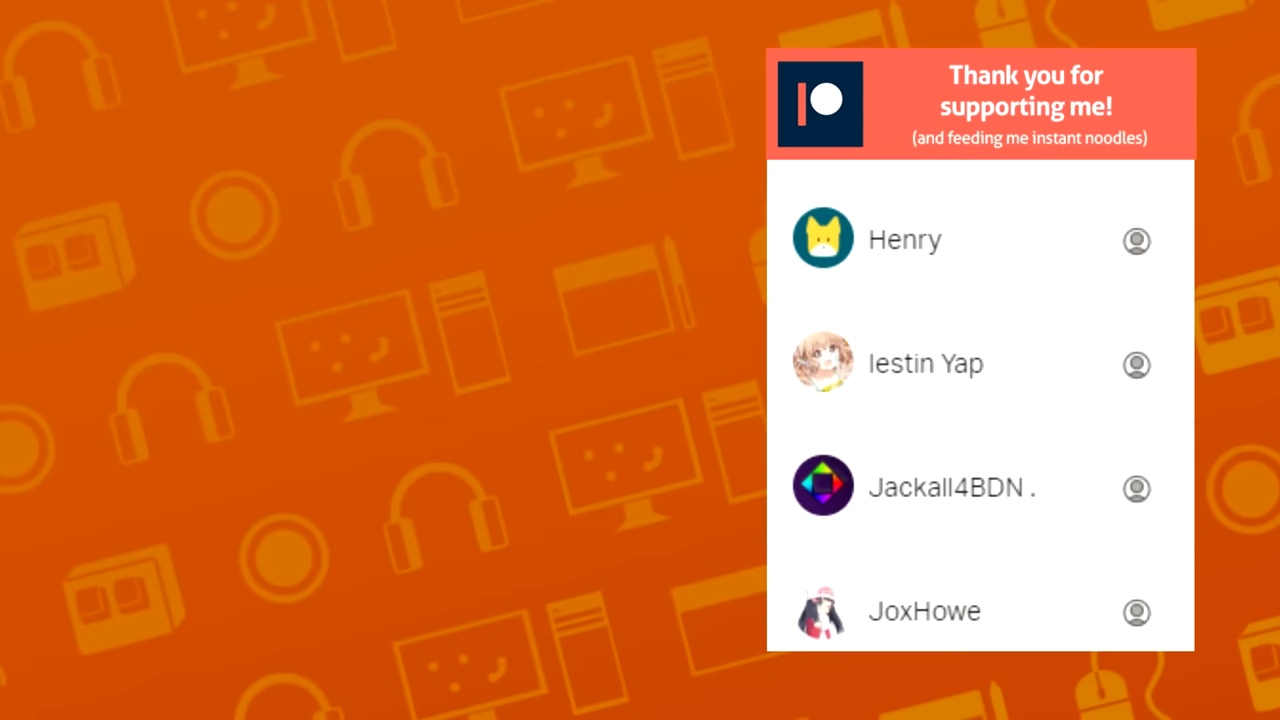 Thank you for
supporting me!
(and feeding me instant noodles)
Henry
Iestin Yap
Jackall4BDN .
JoxHowe